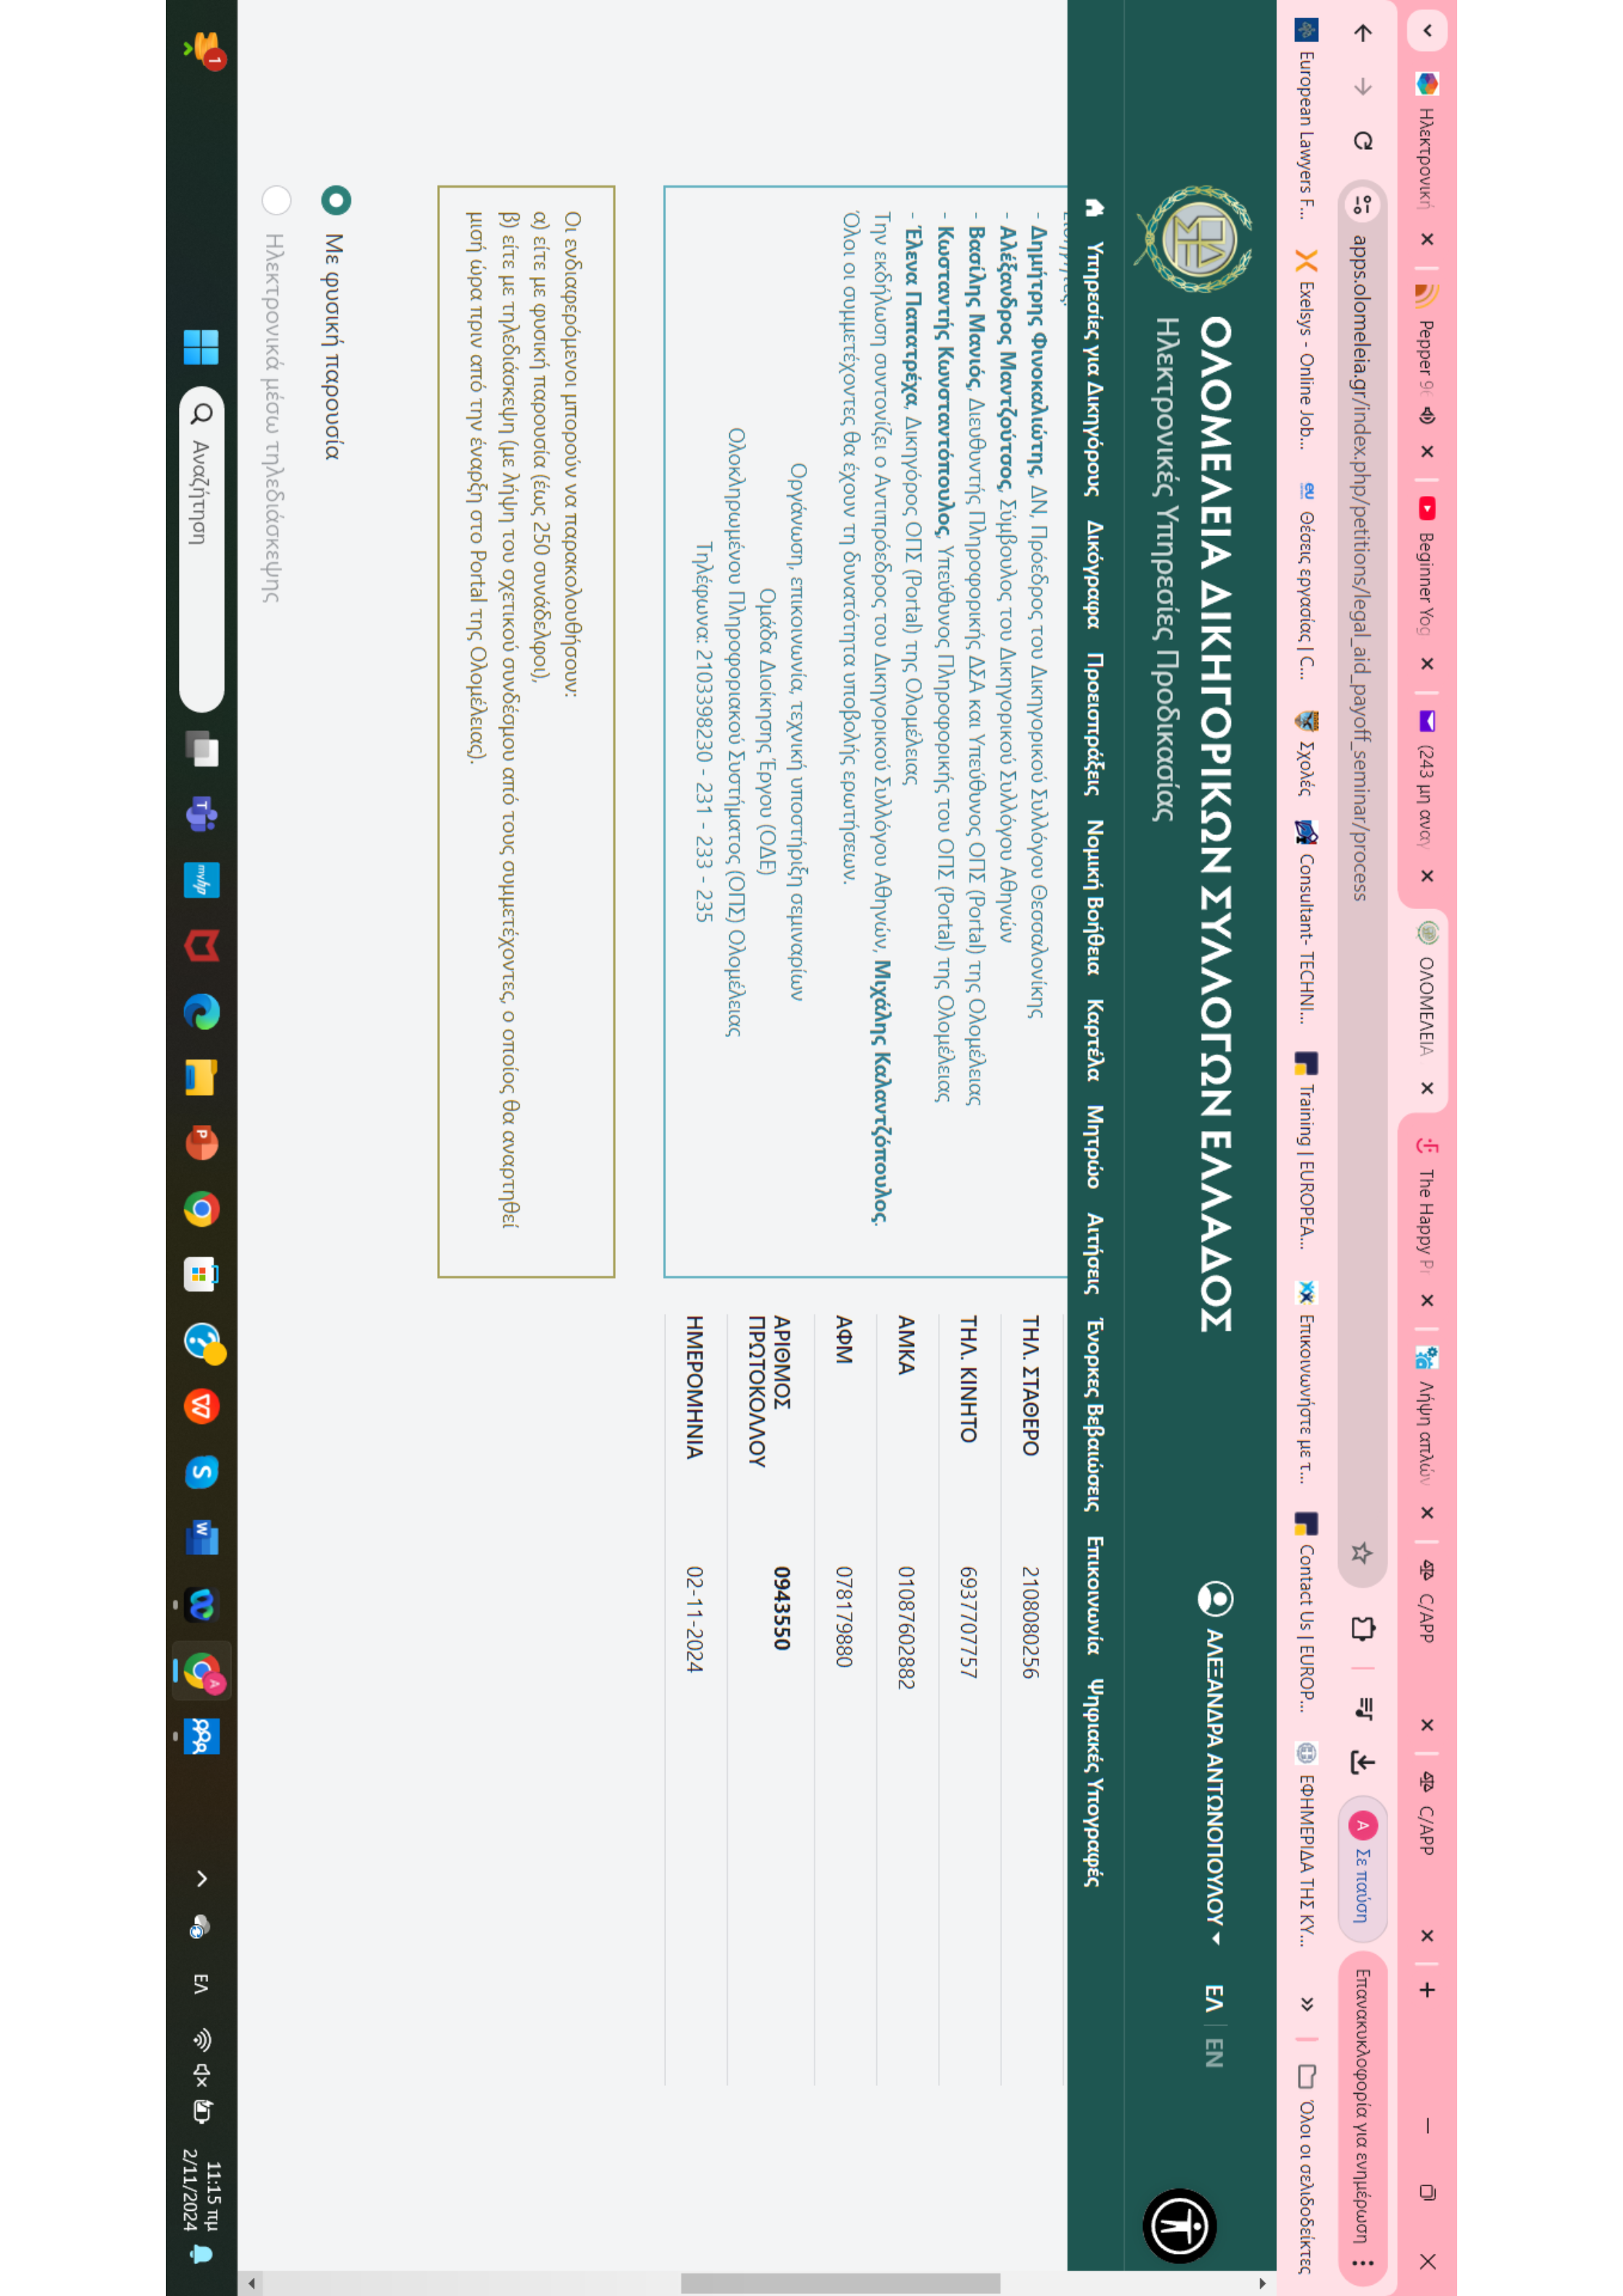 Ηλεκτρονική
Pepper 96
Beginner Yog
(243 μη αναγ
ΟΛΟΜΕΛΕΙΑ
The Happy Pr
Λήψη απλών
C/APP
C/APP
apps.olomeleia.gr/index.php/petitions/legal_aid_payoff_seminar/process
A Σε παύση
Επανακυκλοφορία για ενημέρωση
European Lawyers F...
Exelsys - Online Job...
eu Θέσεις εργασίας | C...
Σχολές
Consultant- TECHNI...
Training | EUROPEA...
Επικοινωνήστε με τ...
Contact Us | EUROP...
ΕΦΗΜΕΡΙΔΑ ΤΗΣ ΚΥ...
Όλοι οι σελιδοδείκτες
ΟΛΟΜΕΛΕΙΑ ΔΙΚΗΓΟΡΙΚΩΝ ΣΥΛΛΟΓΩΝ ΕΛΛΑΔΟΣ
Ηλεκτρονικές Υπηρεσίες Προδικασίας
ΑΛΕΞΑΝΔΡΑ ΑΝΤΩΝΟΠΟΥΛΟΥ
ΕΛ | EN
Υπηρεσίες για Δικηγόρους Δικόγραφα Προεισπράξεις Νομική Βοήθεια Καρτέλα Μητρώο Αιτήσεις Ένορκες Βεβαιώσεις Επικοινωνία Ψηφιακές Υπογραφές
- Δημήτρης Φινοκαλιώτης, ΔΝ, Πρόεδρος του Δικηγορικού Συλλόγου Θεσσαλονίκης
- Αλέξανδρος Μαντζούτσος, Σύμβουλος του Δικηγορικού Συλλόγου Αθηνών
- Βασίλης Μανιός, Διευθυντής Πληροφορικής ΔΣΑ και Υπεύθυνος ΟΠΣ (Portal) της Ολομέλειας
- Κωσταντής Κωνσταντόπουλος, Υπεύθυνος Πληροφορικής του ΟΠΣ (Portal) της Ολομέλειας
- Έλενα Παπατρέχα, Δικηγόρος ΟΠΣ (Portal) της Ολομέλειας
Την εκδήλωση συντονίζει ο Αντιπρόεδρος του Δικηγορικού Συλλόγου Αθηνών, Μιχάλης Καλαντζόπουλος.
Όλοι οι συμμετέχοντες θα έχουν τη δυνατότητα υποβολής ερωτήσεων.
Οργάνωση, επικοινωνία, τεχνική υποστήριξη σεμιναρίων
Ομάδα Διοίκησης Έργου (ΟΔΕ)
Ολοκληρωμένου Πληροφοριακού Συστήματος (ΟΠΣ) Ολομέλειας
Τηλέφωνα: 2103398230 - 231 - 233 - 235
ΤΗΛ. ΣΤΑΘΕΡΟ 2108080256
ΤΗΛ. ΚΙΝΗΤΟ 6937707757
ΑΜΚΑ 01087602882
ΑΦΜ 078179880
ΑΡΙΘΜΟΣ 0943550
ΠΡΩΤΟΚΟΛΛΟΥ
ΗΜΕΡΟΜΗΝΙΑ 02-11-2024
Οι ενδιαφερόμενοι μπορούν να παρακολουθήσουν:
α) είτε με φυσική παρουσία (έως 250 συνάδελφοι),
β) είτε με τηλεδιάσκεψη (με λήψη του σχετικού συνδέσμου από τους συμμετέχοντες, ο οποίος θα αναρτηθεί
μισή ώρα πριν από την έναρξη στο Portal της Ολομέλειας).
Με φυσική παρουσία
Ηλεκτρονικά μέσω τηλεδιάσκεψης
1
Αναζήτηση
ΕΛ
11:15 πμ
2/11/2024